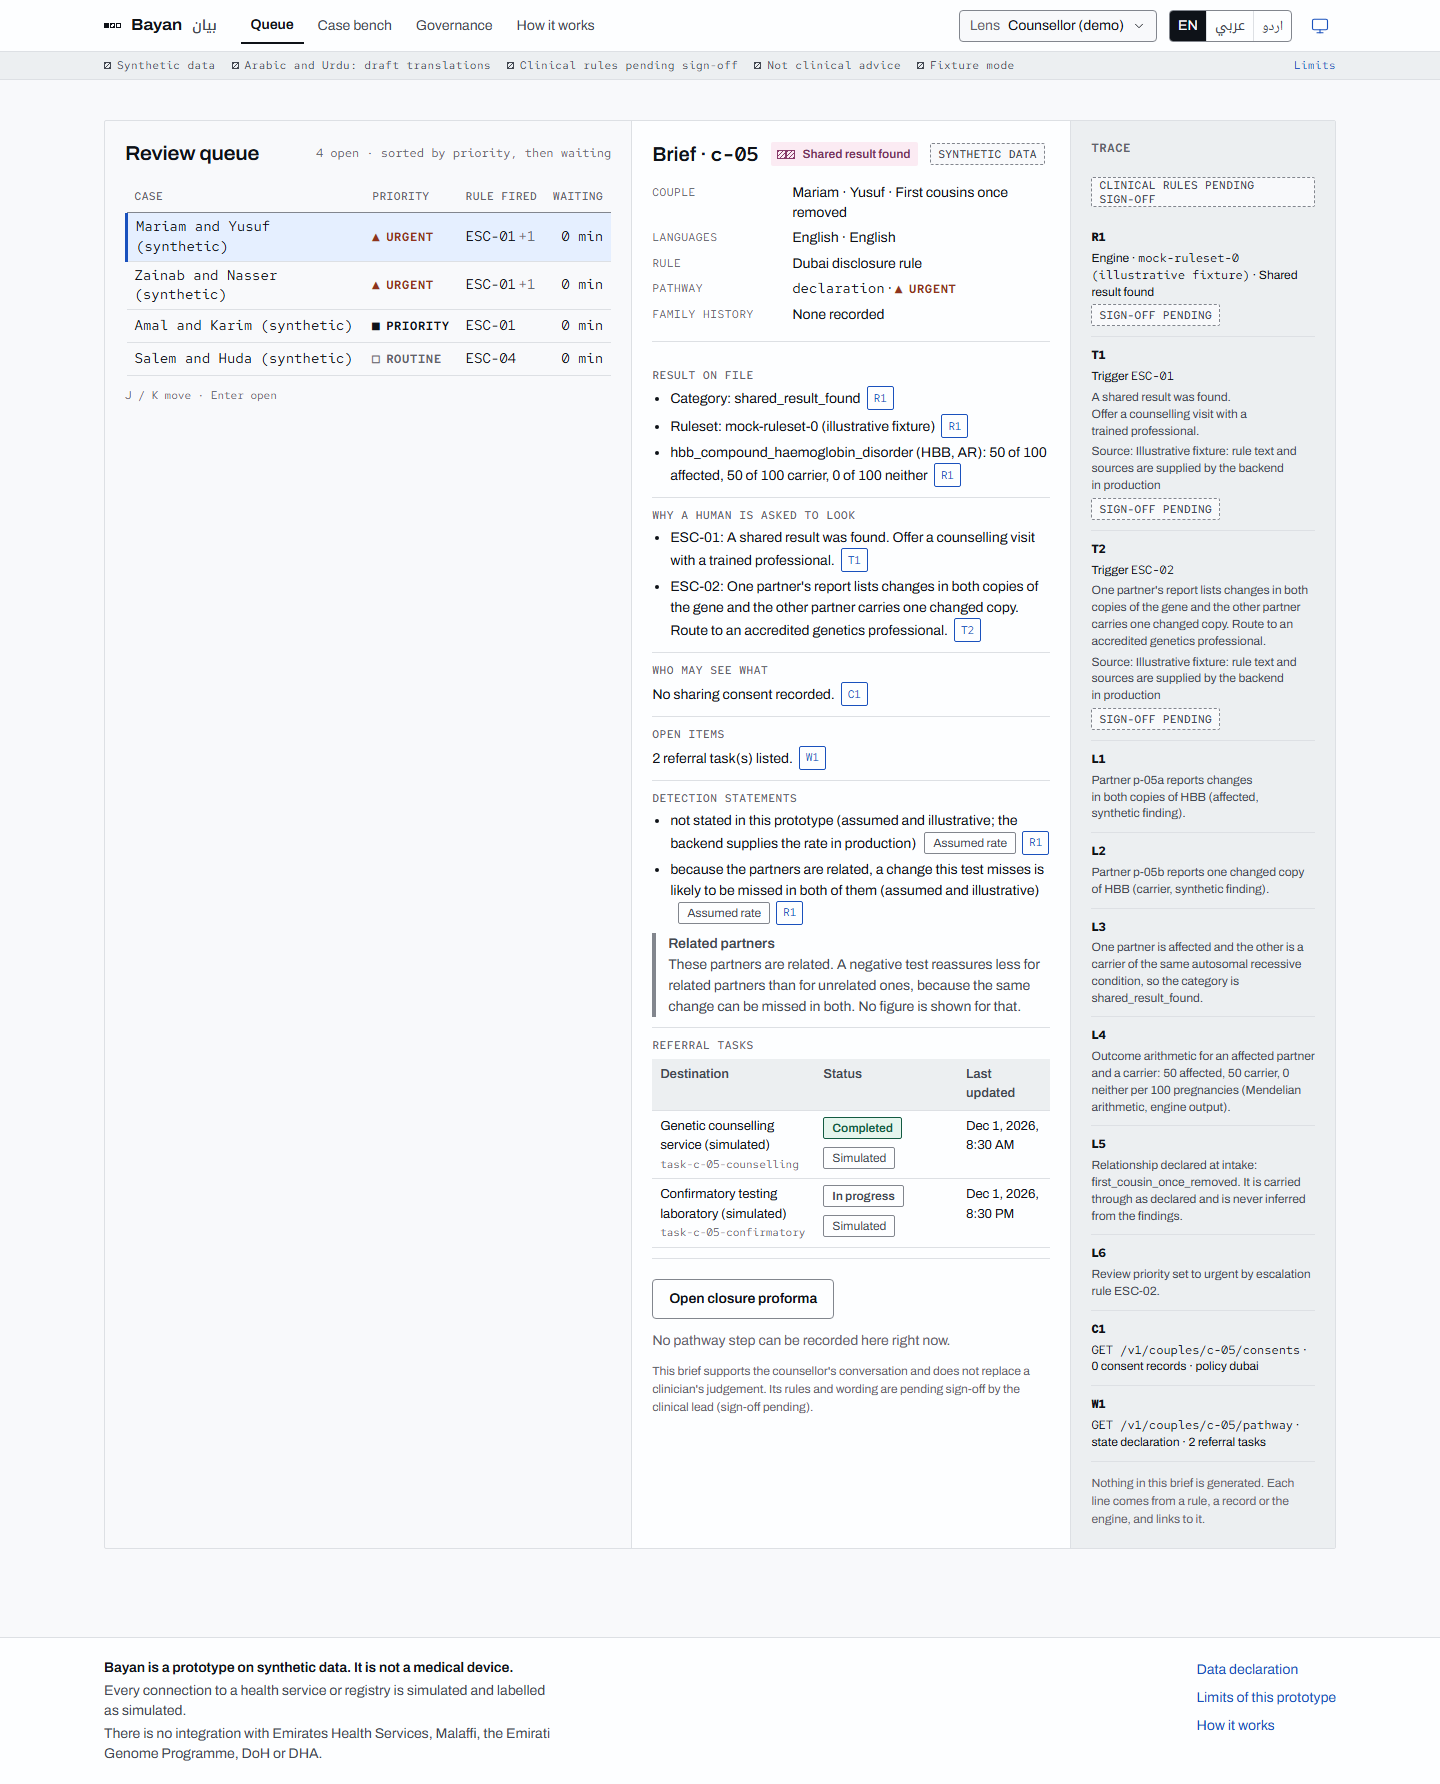 Bayan بيان
Queue
Case bench
Governance
How it works
Lens Counsellor (demo)
EN عربي اردو
Synthetic data
Arabic and Urdu: draft translations
Clinical rules pending sign-off
Not clinical advice
Fixture mode
Limits
Review queue
4 open · sorted by priority, then waiting
CASE PRIORITY RULE FIRED WAITING
Mariam and Yusuf
(synthetic)
▲ URGENT ESC-01 +1 0 min
Zainab and Nasser
(synthetic)
▲ URGENT ESC-01 +1 0 min
Amal and Karim (synthetic) ■ PRIORITY ESC-01 0 min
Salem and Huda (synthetic) □ ROUTINE ESC-04 0 min
J / K move · Enter open
Brief · c-05
Shared result found
SYNTHETIC DATA
COUPLE Mariam · Yusuf · First cousins once
removed
LANGUAGES English · English
RULE Dubai disclosure rule
PATHWAY declaration · ▲ URGENT
FAMILY HISTORY None recorded
RESULT ON FILE
• Category: shared_result_found R1
• Ruleset: mock-ruleset-0 (illustrative fixture) R1
• hbb_compound_haemoglobin_disorder (HBB, AR): 50 of 100
affected, 50 of 100 carrier, 0 of 100 neither R1
WHY A HUMAN IS ASKED TO LOOK
• ESC-01: A shared result was found. Offer a counselling visit
with a trained professional. T1
• ESC-02: One partner's report lists changes in both copies of
the gene and the other partner carries one changed copy.
Route to an accredited genetics professional. T2
WHO MAY SEE WHAT
No sharing consent recorded. C1
OPEN ITEMS
2 referral task(s) listed. W1
DETECTION STATEMENTS
• not stated in this prototype (assumed and illustrative; the
backend supplies the rate in production) Assumed rate R1
• because the partners are related, a change this test misses is
likely to be missed in both of them (assumed and illustrative)
Assumed rate R1
Related partners
These partners are related. A negative test reassures less for
related partners than for unrelated ones, because the same
change can be missed in both. No figure is shown for that.
REFERRAL TASKS
Destination Status Last
updated
Genetic counselling
service (simulated)
task-c-05-counselling
Completed
Simulated
Dec 1, 2026,
8:30 AM
Confirmatory testing
laboratory (simulated)
task-c-05-confirmatory
In progress
Simulated
Dec 1, 2026,
8:30 PM
Open closure proforma
No pathway step can be recorded here right now.
This brief supports the counsellor's conversation and does not replace a
clinician's judgement. Its rules and wording are pending sign-off by the
clinical lead (sign-off pending).
TRACE
CLINICAL RULES PENDING
SIGN-OFF
R1
Engine · mock-ruleset-0
(illustrative fixture) · Shared
result found
SIGN-OFF PENDING
T1
Trigger ESC-01
A shared result was found.
Offer a counselling visit with a
trained professional.
Source: Illustrative fixture: rule text and
sources are supplied by the backend
in production
SIGN-OFF PENDING
T2
Trigger ESC-02
One partner's report lists changes in both
copies of the gene and the other partner
carries one changed copy. Route to an
accredited genetics professional.
Source: Illustrative fixture: rule text and
sources are supplied by the backend
in production
SIGN-OFF PENDING
L1
Partner p-05a reports changes
in both copies of HBB (affected,
synthetic finding).
L2
Partner p-05b reports one changed copy
of HBB (carrier, synthetic finding).
L3
One partner is affected and the other is a
carrier of the same autosomal recessive
condition, so the category is
shared_result_found.
L4
Outcome arithmetic for an affected partner
and a carrier: 50 affected, 50 carrier, 0
neither per 100 pregnancies (Mendelian
arithmetic, engine output).
L5
Relationship declared at intake:
first_cousin_once_removed. It is carried
through as declared and is never inferred
from the findings.
L6
Review priority set to urgent by escalation
rule ESC-02.
C1
GET /v1/couples/c-05/consents ·
0 consent records · policy dubai
W1
GET /v1/couples/c-05/pathway ·
state declaration · 2 referral tasks
Nothing in this brief is generated. Each
line comes from a rule, a record or the
engine, and links to it.
Bayan is a prototype on synthetic data. It is not a medical device.
Every connection to a health service or registry is simulated and labelled
as simulated.
There is no integration with Emirates Health Services, Malaffi, the Emirati
Genome Programme, DoH or DHA.
Data declaration
Limits of this prototype
How it works